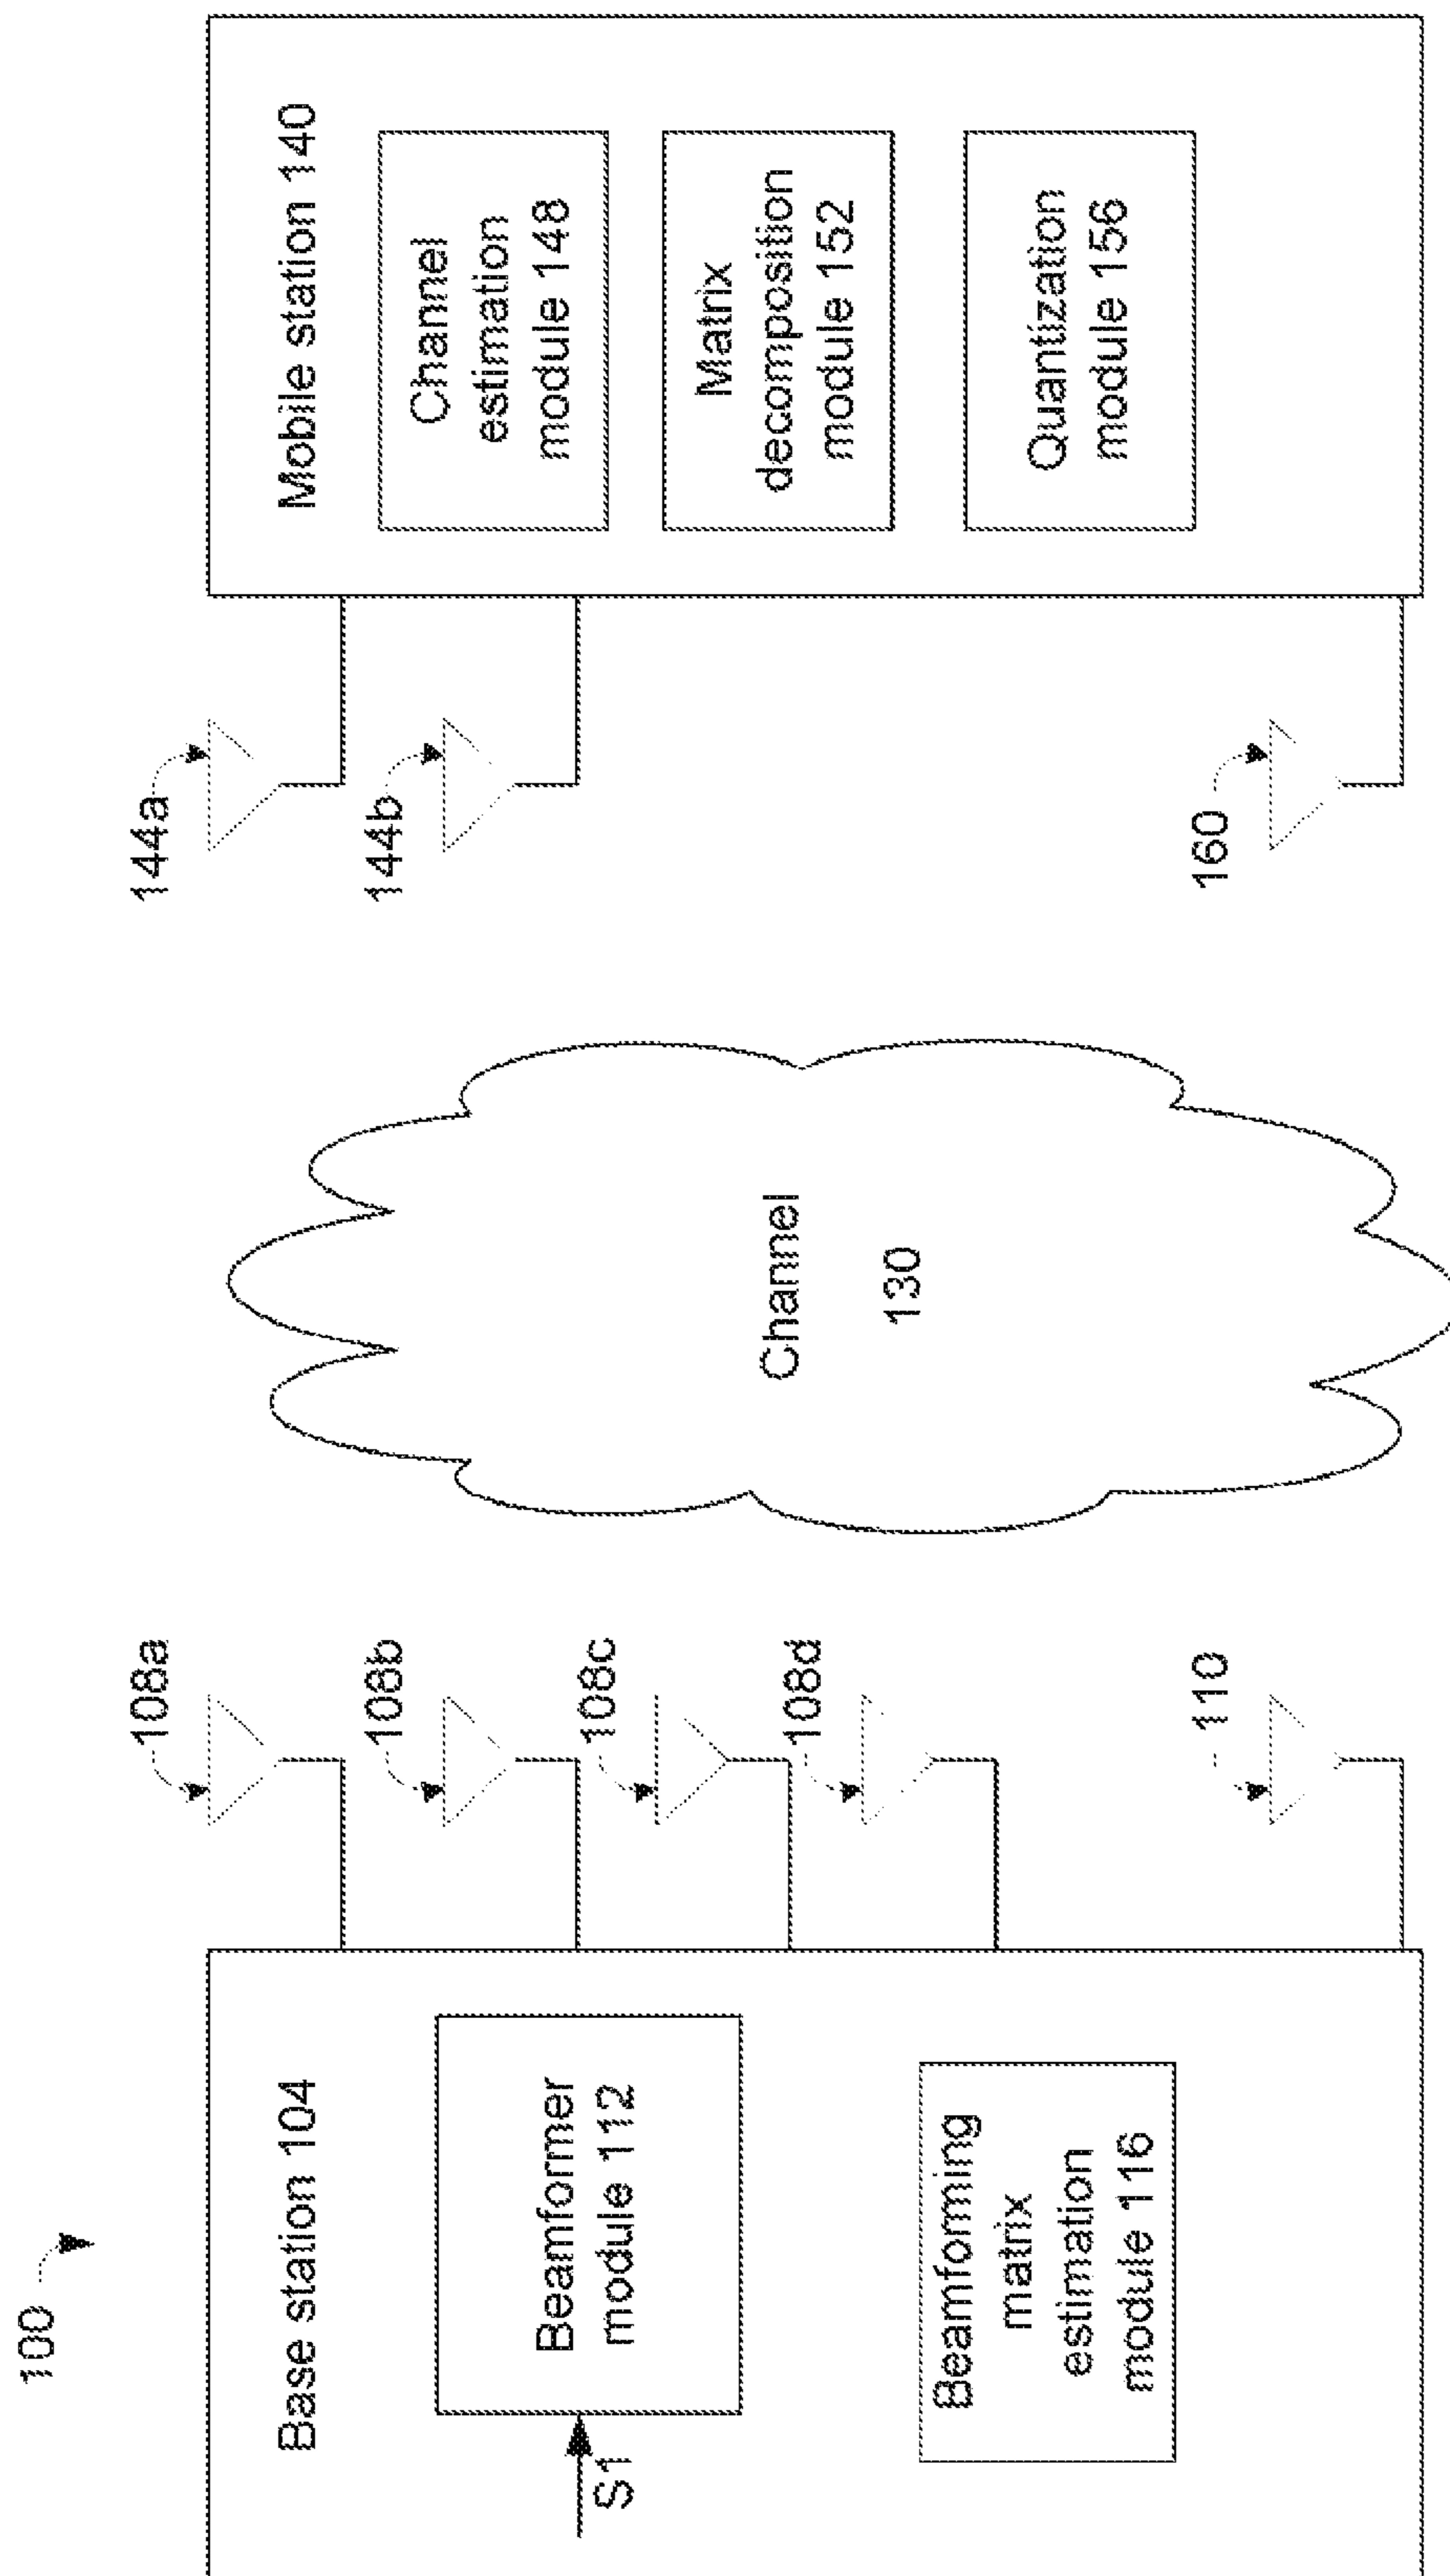 100
Base station 104
S1
Beamformer
module 112
Beamforming
matrix
estimation
module 116
108a
108b
108c
108d
110
Channel
130
144a
144b
160
Mobile station 140
Channel
estimation
module 148
Matrix
decomposition
module 152
Quantization
module 156